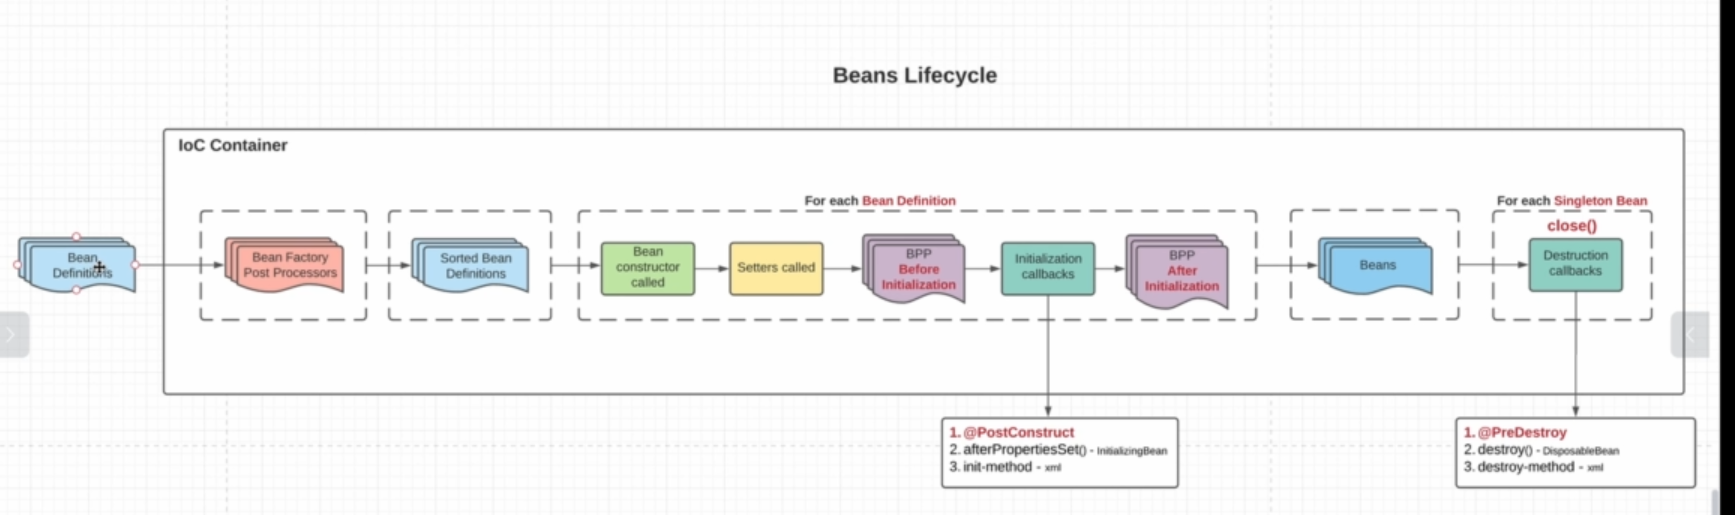 Beans Lifecycle
IoC Container
For each Bean Definition
For each Singleton Bean
close()
Bean
Definitions
Bean Factory
Post Processors
Sorted Bean
Definitions
Bean
constructor
called
Setters called
BPP
Before
Initialization
Initialization
callbacks
BPP
After
Initialization
Beans
Destruction
callbacks
1. @PostConstruct
2. afterPropertiesSet() - InitializingBean
3. init-method - xml
1. @PreDestroy
2. destroy() - DisposableBean
3. destroy-method - xml